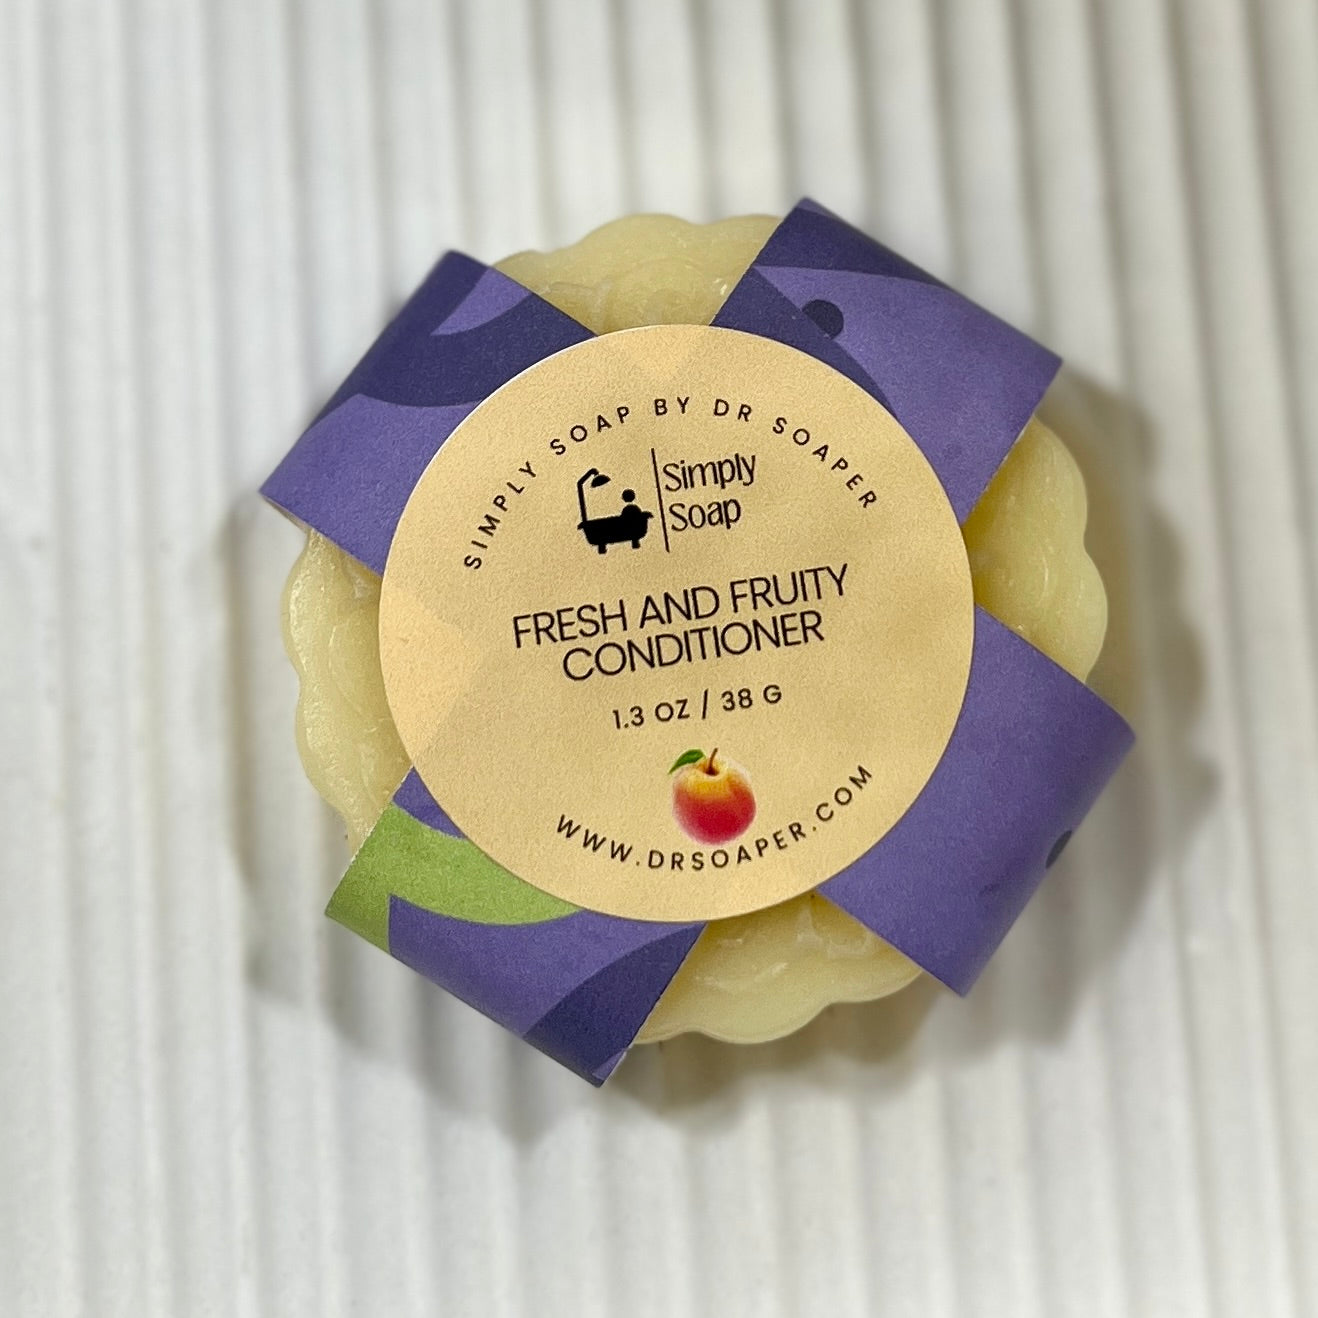 SIMPLY SOAP BY DR SOAPER
Simply
Soap
FRESH AND FRUITY
CONDITIONER
1.3 OZ / 38 G
WWW.DRSOAPER.COM